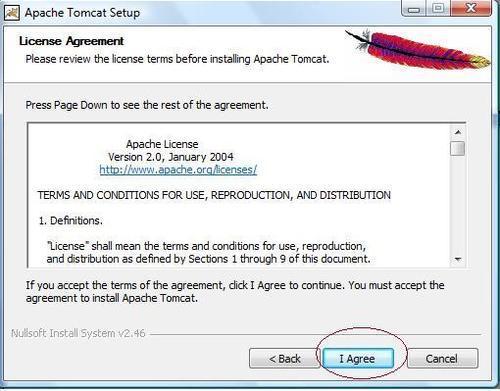 Apache Tomcat Setup
License Agreement
Please review the license terms before installing Apache Tomcat.
Press Page Down to see the rest of the agreement.
Apache License
Version 2.0, January 2004
http://www.apache.org/licenses/
TERMS AND CONDITIONS FOR USE, REPRODUCTION, AND DISTRIBUTION
1. Definitions.
"License" shall mean the terms and conditions for use, reproduction,
and distribution as defined by Sections 1 through 9 of this document.
If you accept the terms of the agreement, click I Agree to continue. You must accept the
agreement to install Apache Tomcat.
Nullsoft Install System v2.46
< Back I Agree Cancel